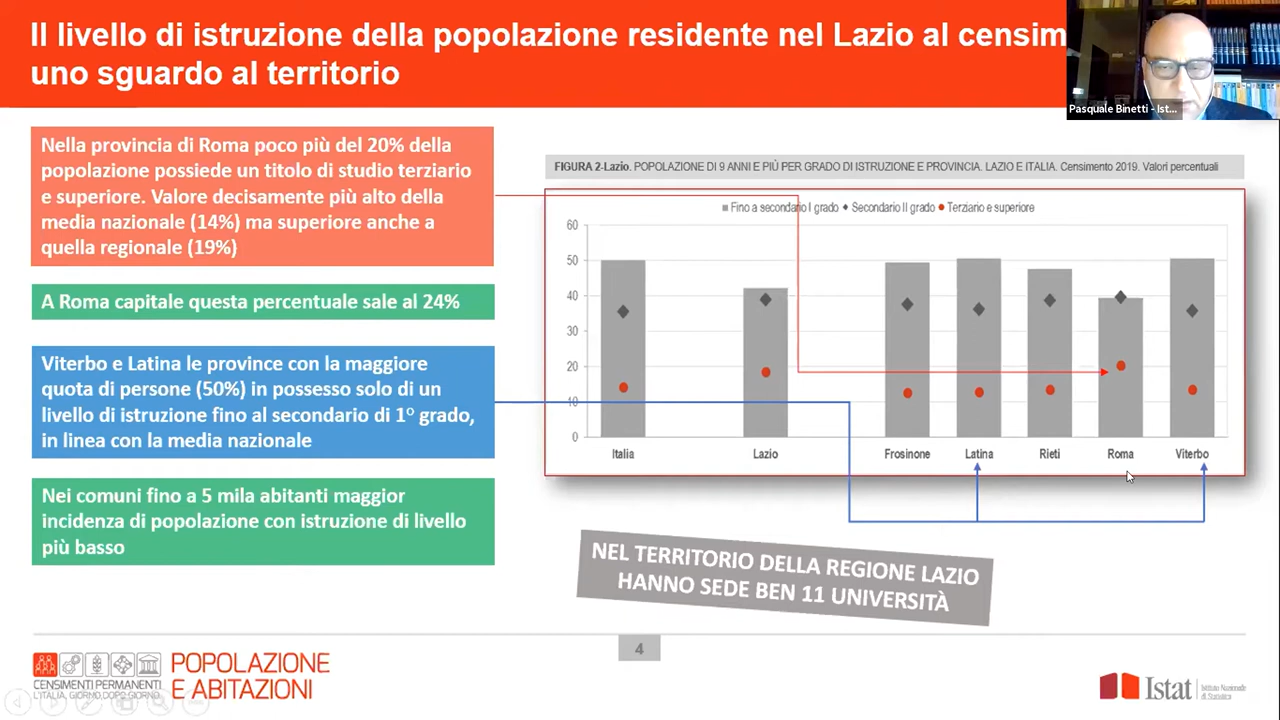 Il livello di istruzione della popolazione residente nel Lazio al censim
uno sguardo al territorio
Pasquale Binetti - Ist...
Nella provincia di Roma poco più del 20% della
popolazione possiede un titolo di studio terziario
e superiore. Valore decisamente più alto della
media nazionale (14%) ma superiore anche a
quella regionale (19%)
A Roma capitale questa percentuale sale al 24%
Viterbo e Latina le province con la maggiore
quota di persone (50%) in possesso solo di un
livello di istruzione fino al secondario di 1° grado,
in linea con la media nazionale
Nei comuni fino a 5 mila abitanti maggior
incidenza di popolazione con istruzione di livello
più basso
FIGURA 2-Lazio. POPOLAZIONE DI 9 ANNI E PIÙ PER GRADO DI ISTRUZIONE E PROVINCIA. LAZIO E ITALIA. Censimento 2019. Valori percentuali
Fino a secondario I grado Secondario II grado Terziario e superiore
60
50
40
30
20
10
0
Italia Lazio Frosinone Latina Rieti Roma Viterbo
NEL TERRITORIO DELLA REGIONE LAZIO
HANNO SEDE BEN 11 UNIVERSITÀ
4
CENSIMENTI PERMANENTI
L'ITALIA, GIORNO DOPO GIORNO
POPOLAZIONE
E ABITAZIONI
Istat
Istituto Nazionale
di Statistica